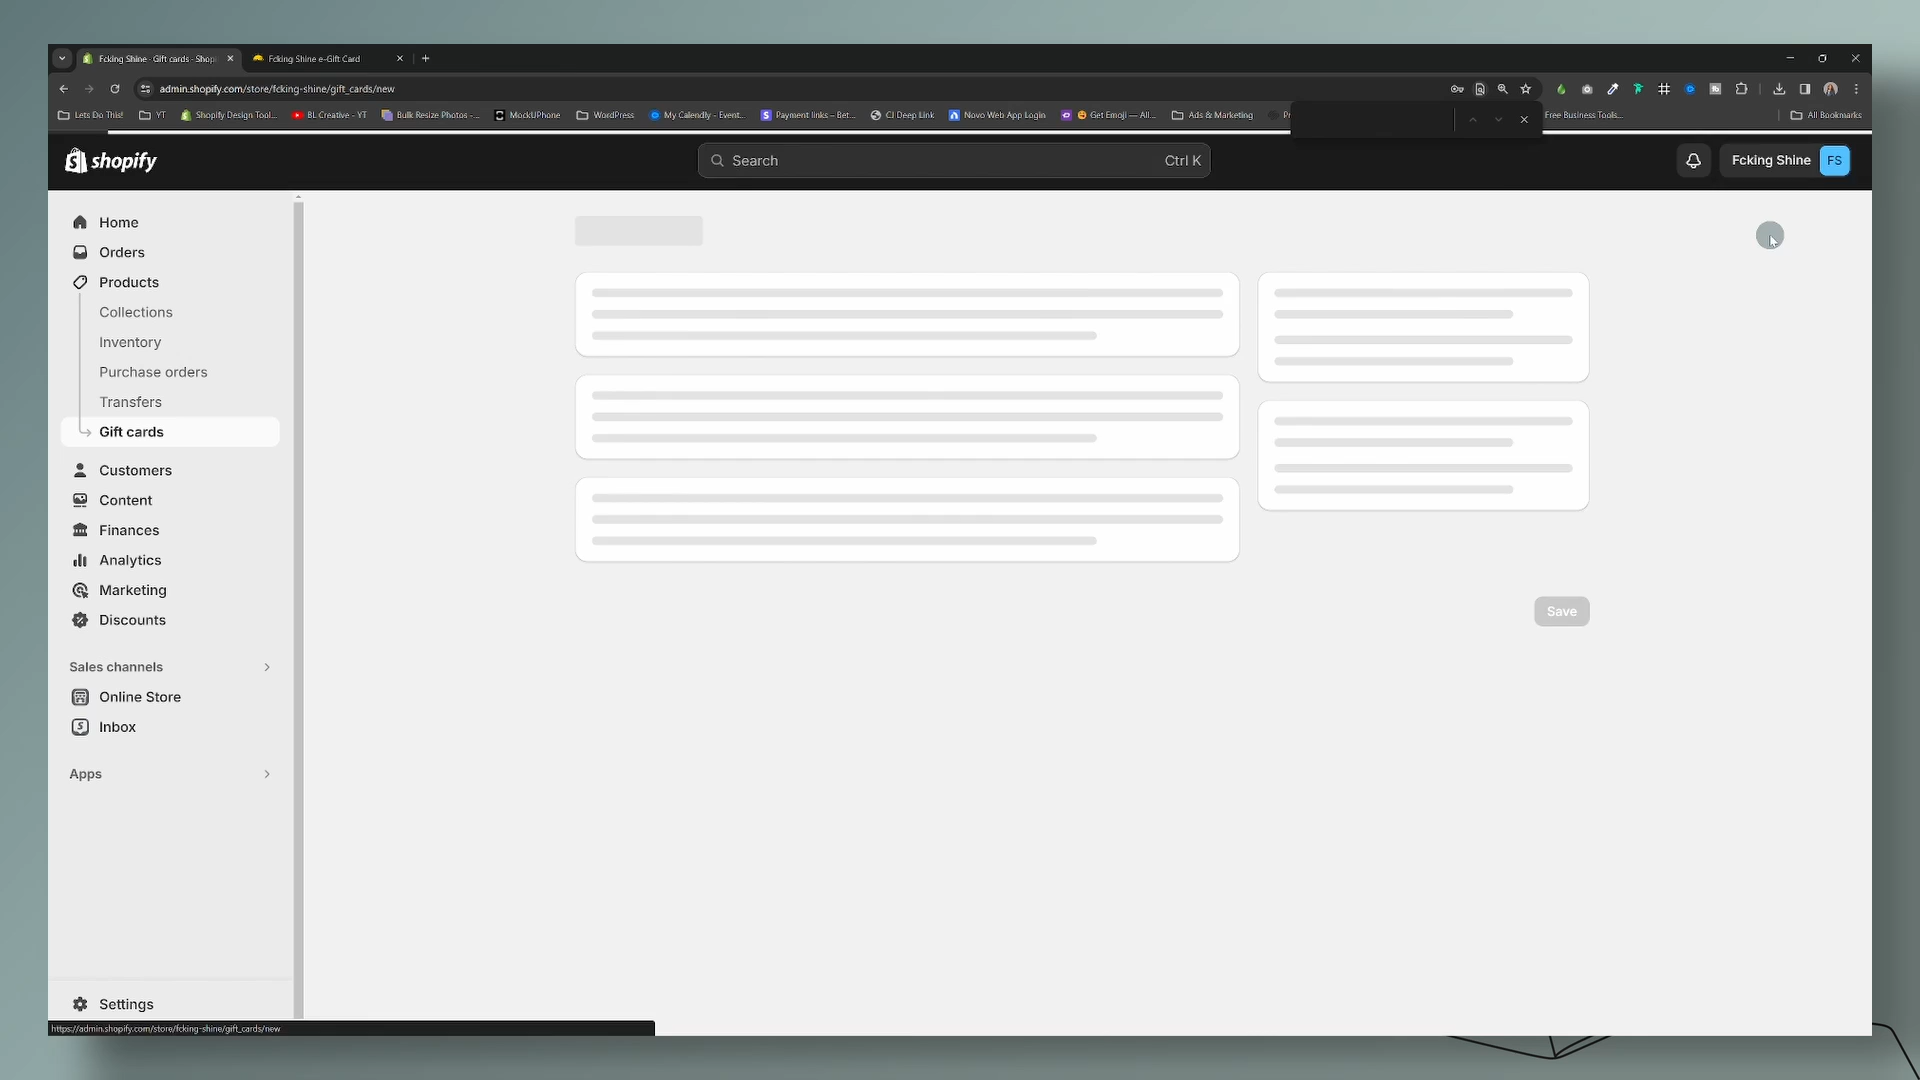 Fcking Shine · Gift cards · Shop
Fcking Shine e-Gift Card
admin.shopify.com/store/fcking-shine/gift_cards/new
Lets Do This!
YT
Shopify Design Tool...
BL Creative - YT
Bulk Resize Photos -...
MockUPhone
WordPress
My Calendly - Event...
Payment links – Bet...
CJ Deep Link
Novo Web App Login
Get Emoji — All...
Ads & Marketing
Free Business Tools...
All Bookmarks
shopify
Search
Ctrl K
Fcking Shine
FS
Home
Orders
Products
Collections
Inventory
Purchase orders
Transfers
Gift cards
Customers
Content
Finances
Analytics
Marketing
Discounts
Save
Sales channels
Online Store
Inbox
Apps
Settings
https://admin.shopify.com/store/fcking-shine/gift_cards/new